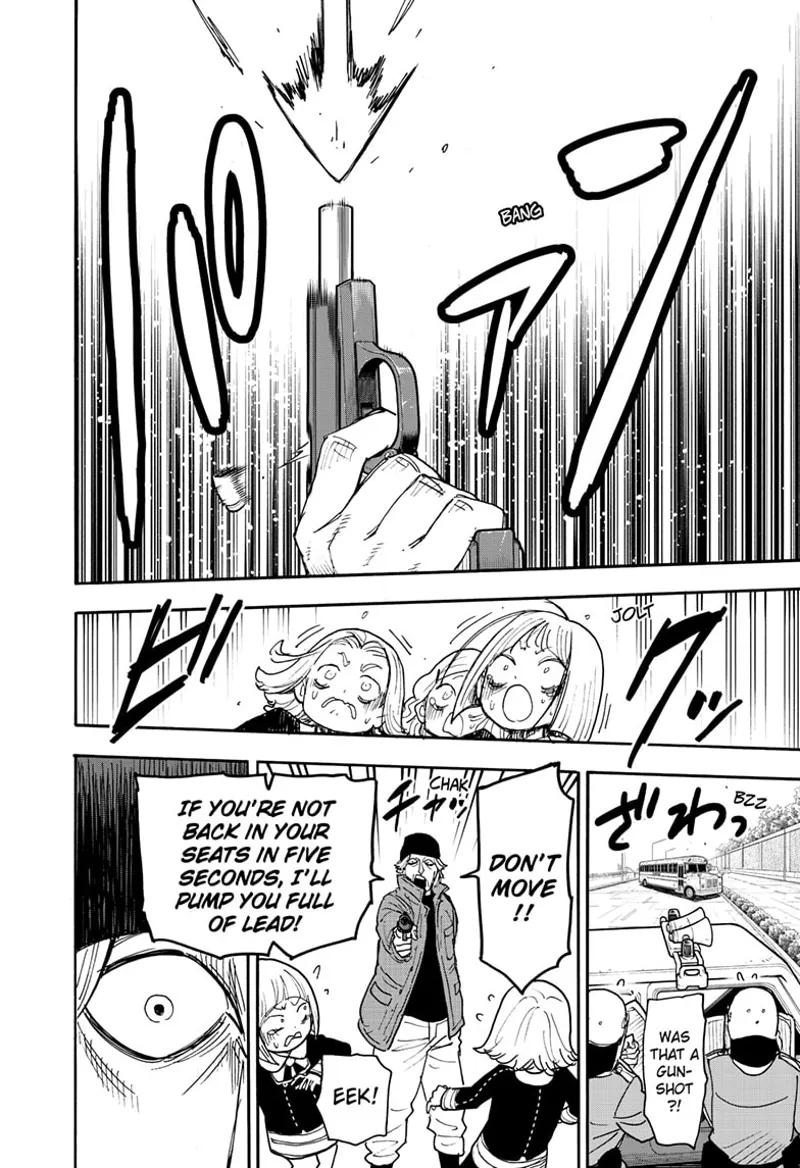 ドパァン
BANG
ビクッ
JOLT
ざわっ
BZZ
WAS
THAT A
GUN-
SHOT
?!
DON'T
MOVE
!!
チャッ
CHAK
IF YOU'RE NOT
BACK IN YOUR
SEATS IN FIVE
SECONDS, I'LL
PUMP YOU FULL
OF LEAD!
EEK!